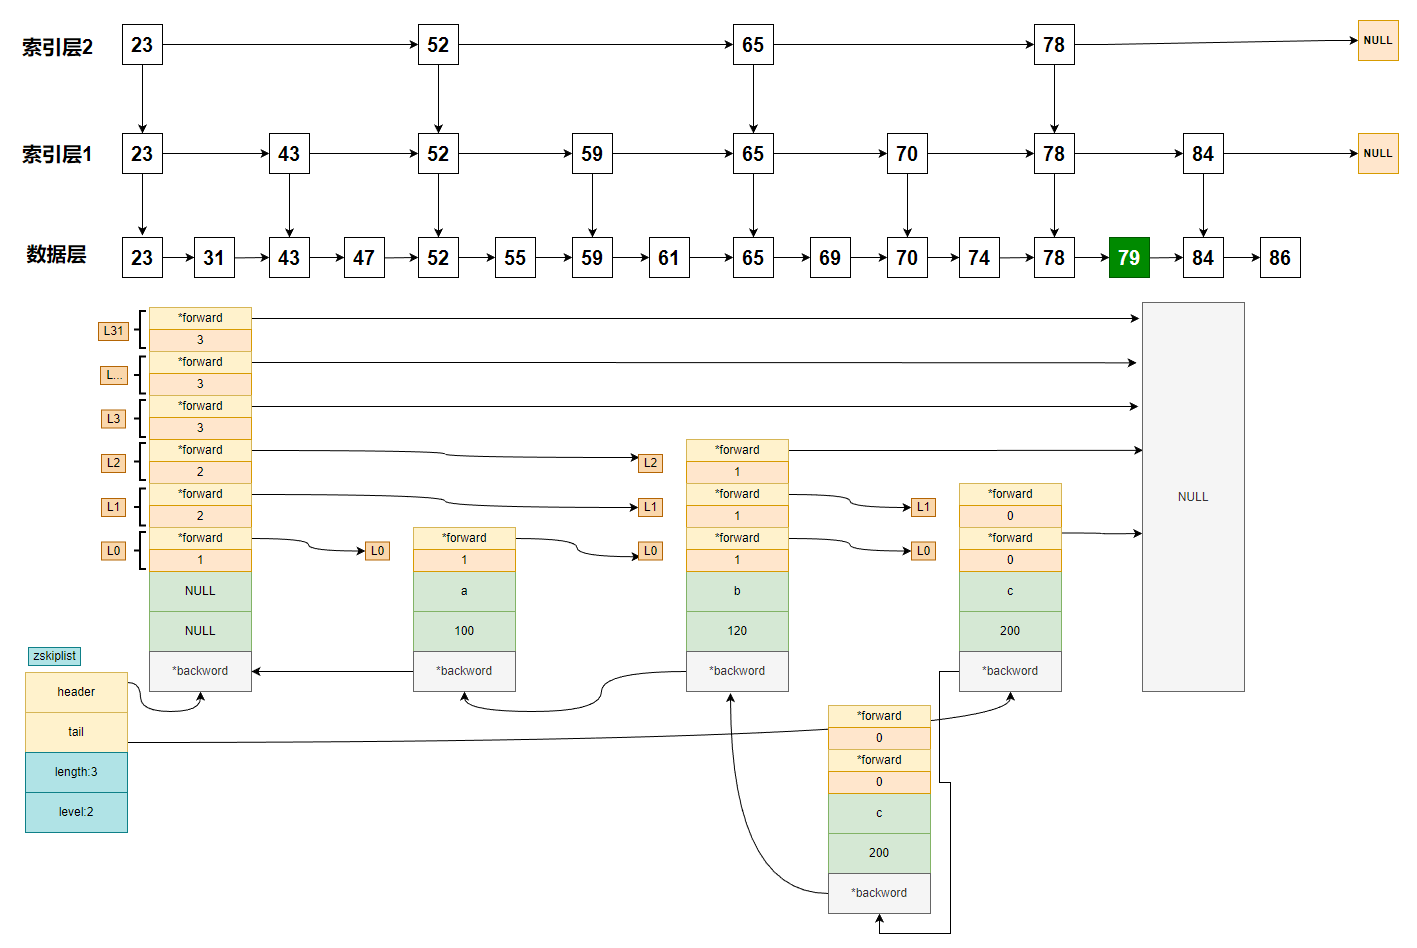 索引层2
23
52
65
78
NULL
索引层1
23
43
52
59
65
70
78
84
NULL
数据层
23
31
43
47
52
55
59
61
65
69
70
74
78
79
84
86
L31
*forward
3
L...
*forward
3
L3
*forward
3
L2
*forward
2
L2
*forward
1
L1
*forward
2
L1
*forward
1
L1
*forward
0
NULL
L0
*forward
1
L0
*forward
1
L0
*forward
1
L0
*forward
0
NULL
a
b
c
NULL
100
120
200
*backword
*backword
*backword
*backword
zskiplist
header
tail
length:3
level:2
*forward
0
*forward
0
c
200
*backword